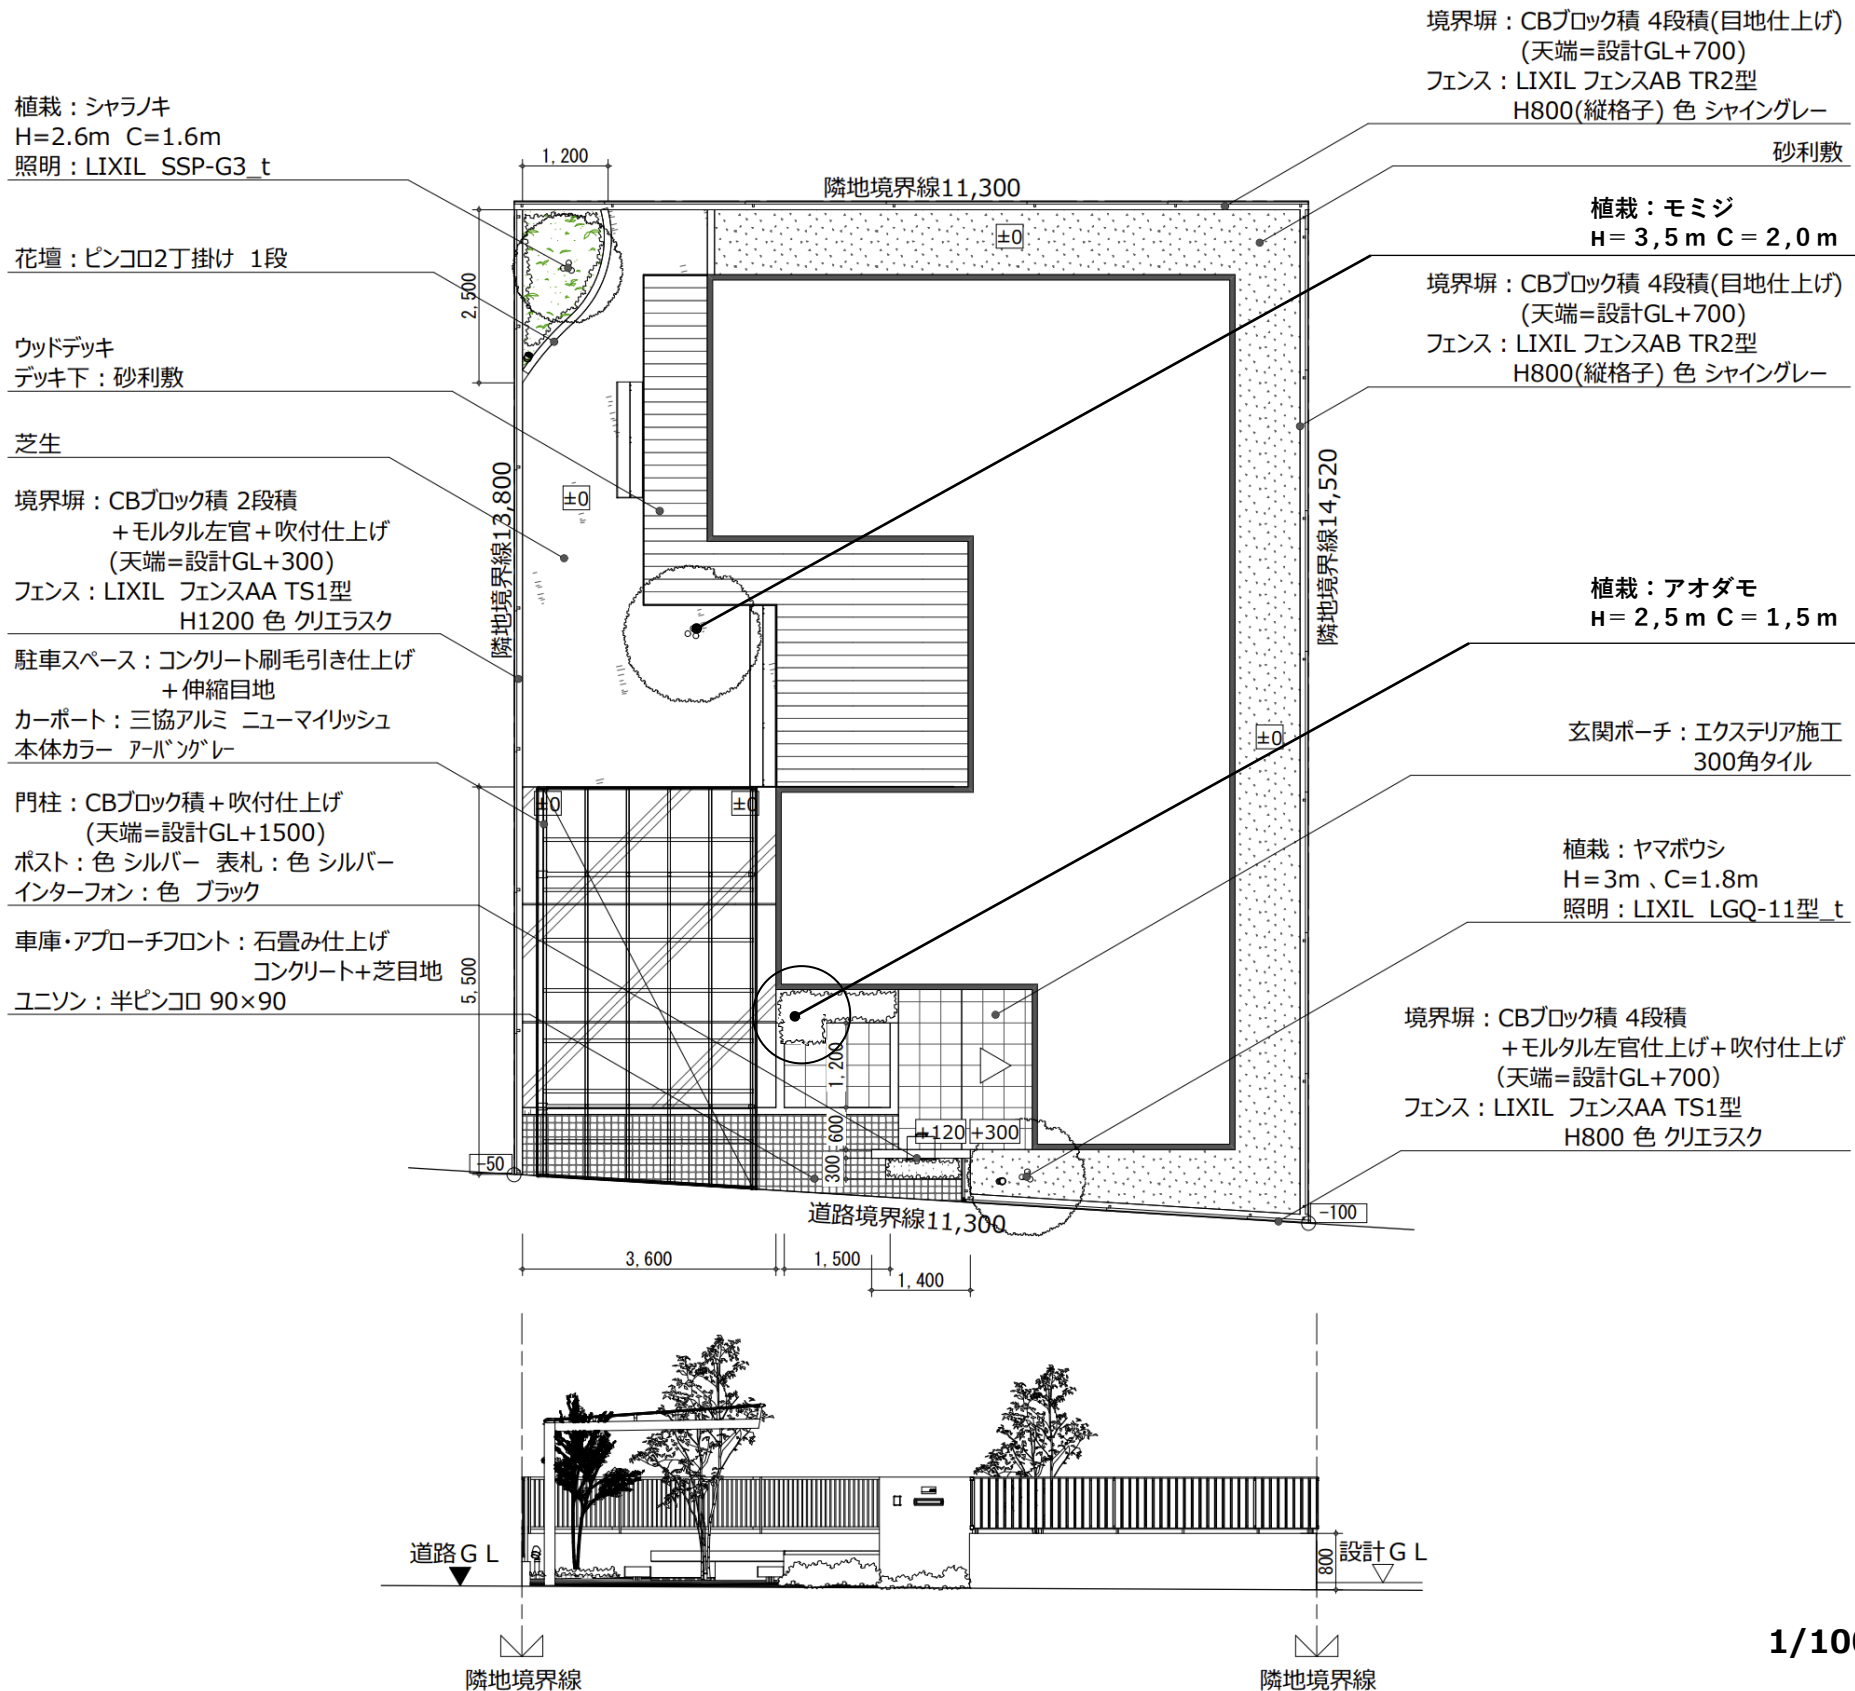 境界塀：CBブロック積 4段積(目地仕上げ)
(天端=設計GL+700)
フェンス：LIXIL フェンスAB TR2型
H800(縦格子) 色 シャイングレー
砂利敷
植栽：モミジ
H＝3,5ｍ C＝2,0ｍ
境界塀：CBブロック積 4段積(目地仕上げ)
(天端=設計GL+700)
フェンス：LIXIL フェンスAB TR2型
H800(縦格子) 色 シャイングレー
植栽：アオダモ
H＝2,5ｍ C＝1,5ｍ
玄関ポーチ：エクステリア施工
300角タイル
植栽：ヤマボウシ
H＝3m 、C=1.8m
照明：LIXIL LGQ-11型_t
境界塀：CBブロック積 4段積
＋モルタル左官仕上げ＋吹付仕上げ
(天端=設計GL+700)
フェンス：LIXIL フェンスAA TS1型
H800 色 クリエラスク
植栽：シャラノキ
H=2.6m C=1.6m
照明：LIXIL SSP-G3_t
花壇：ピンコロ2丁掛け 1段
ウッドデッキ
デッキ下：砂利敷
芝生
境界塀：CBブロック積 2段積
＋モルタル左官＋吹付仕上げ
(天端=設計GL+300)
フェンス：LIXIL フェンスAA TS1型
H1200 色 クリエラスク
駐車スペース：コンクリート刷毛引き仕上げ
＋伸縮目地
カーポート：三協アルミ ニューマイリッシュ
本体カラー アーバングレー
門柱：CBブロック積＋吹付仕上げ
(天端=設計GL+1500)
ポスト：色 シルバー 表札：色 シルバー
インターフォン：色 ブラック
車庫・アプローチフロント：石畳み仕上げ
コンクリート+芝目地
ユニソン：半ピンコロ 90×90
1,200
隣地境界線11,300
±0
2,500
隣地境界線13,800
±0
隣地境界線14,520
±0
±0
±0
5,500
1,200
600
300
+120
+300
-50
-100
道路境界線11,300
3,600
1,500
1,400
道路ＧＬ
800
設計ＧＬ
隣地境界線
隣地境界線
1/100